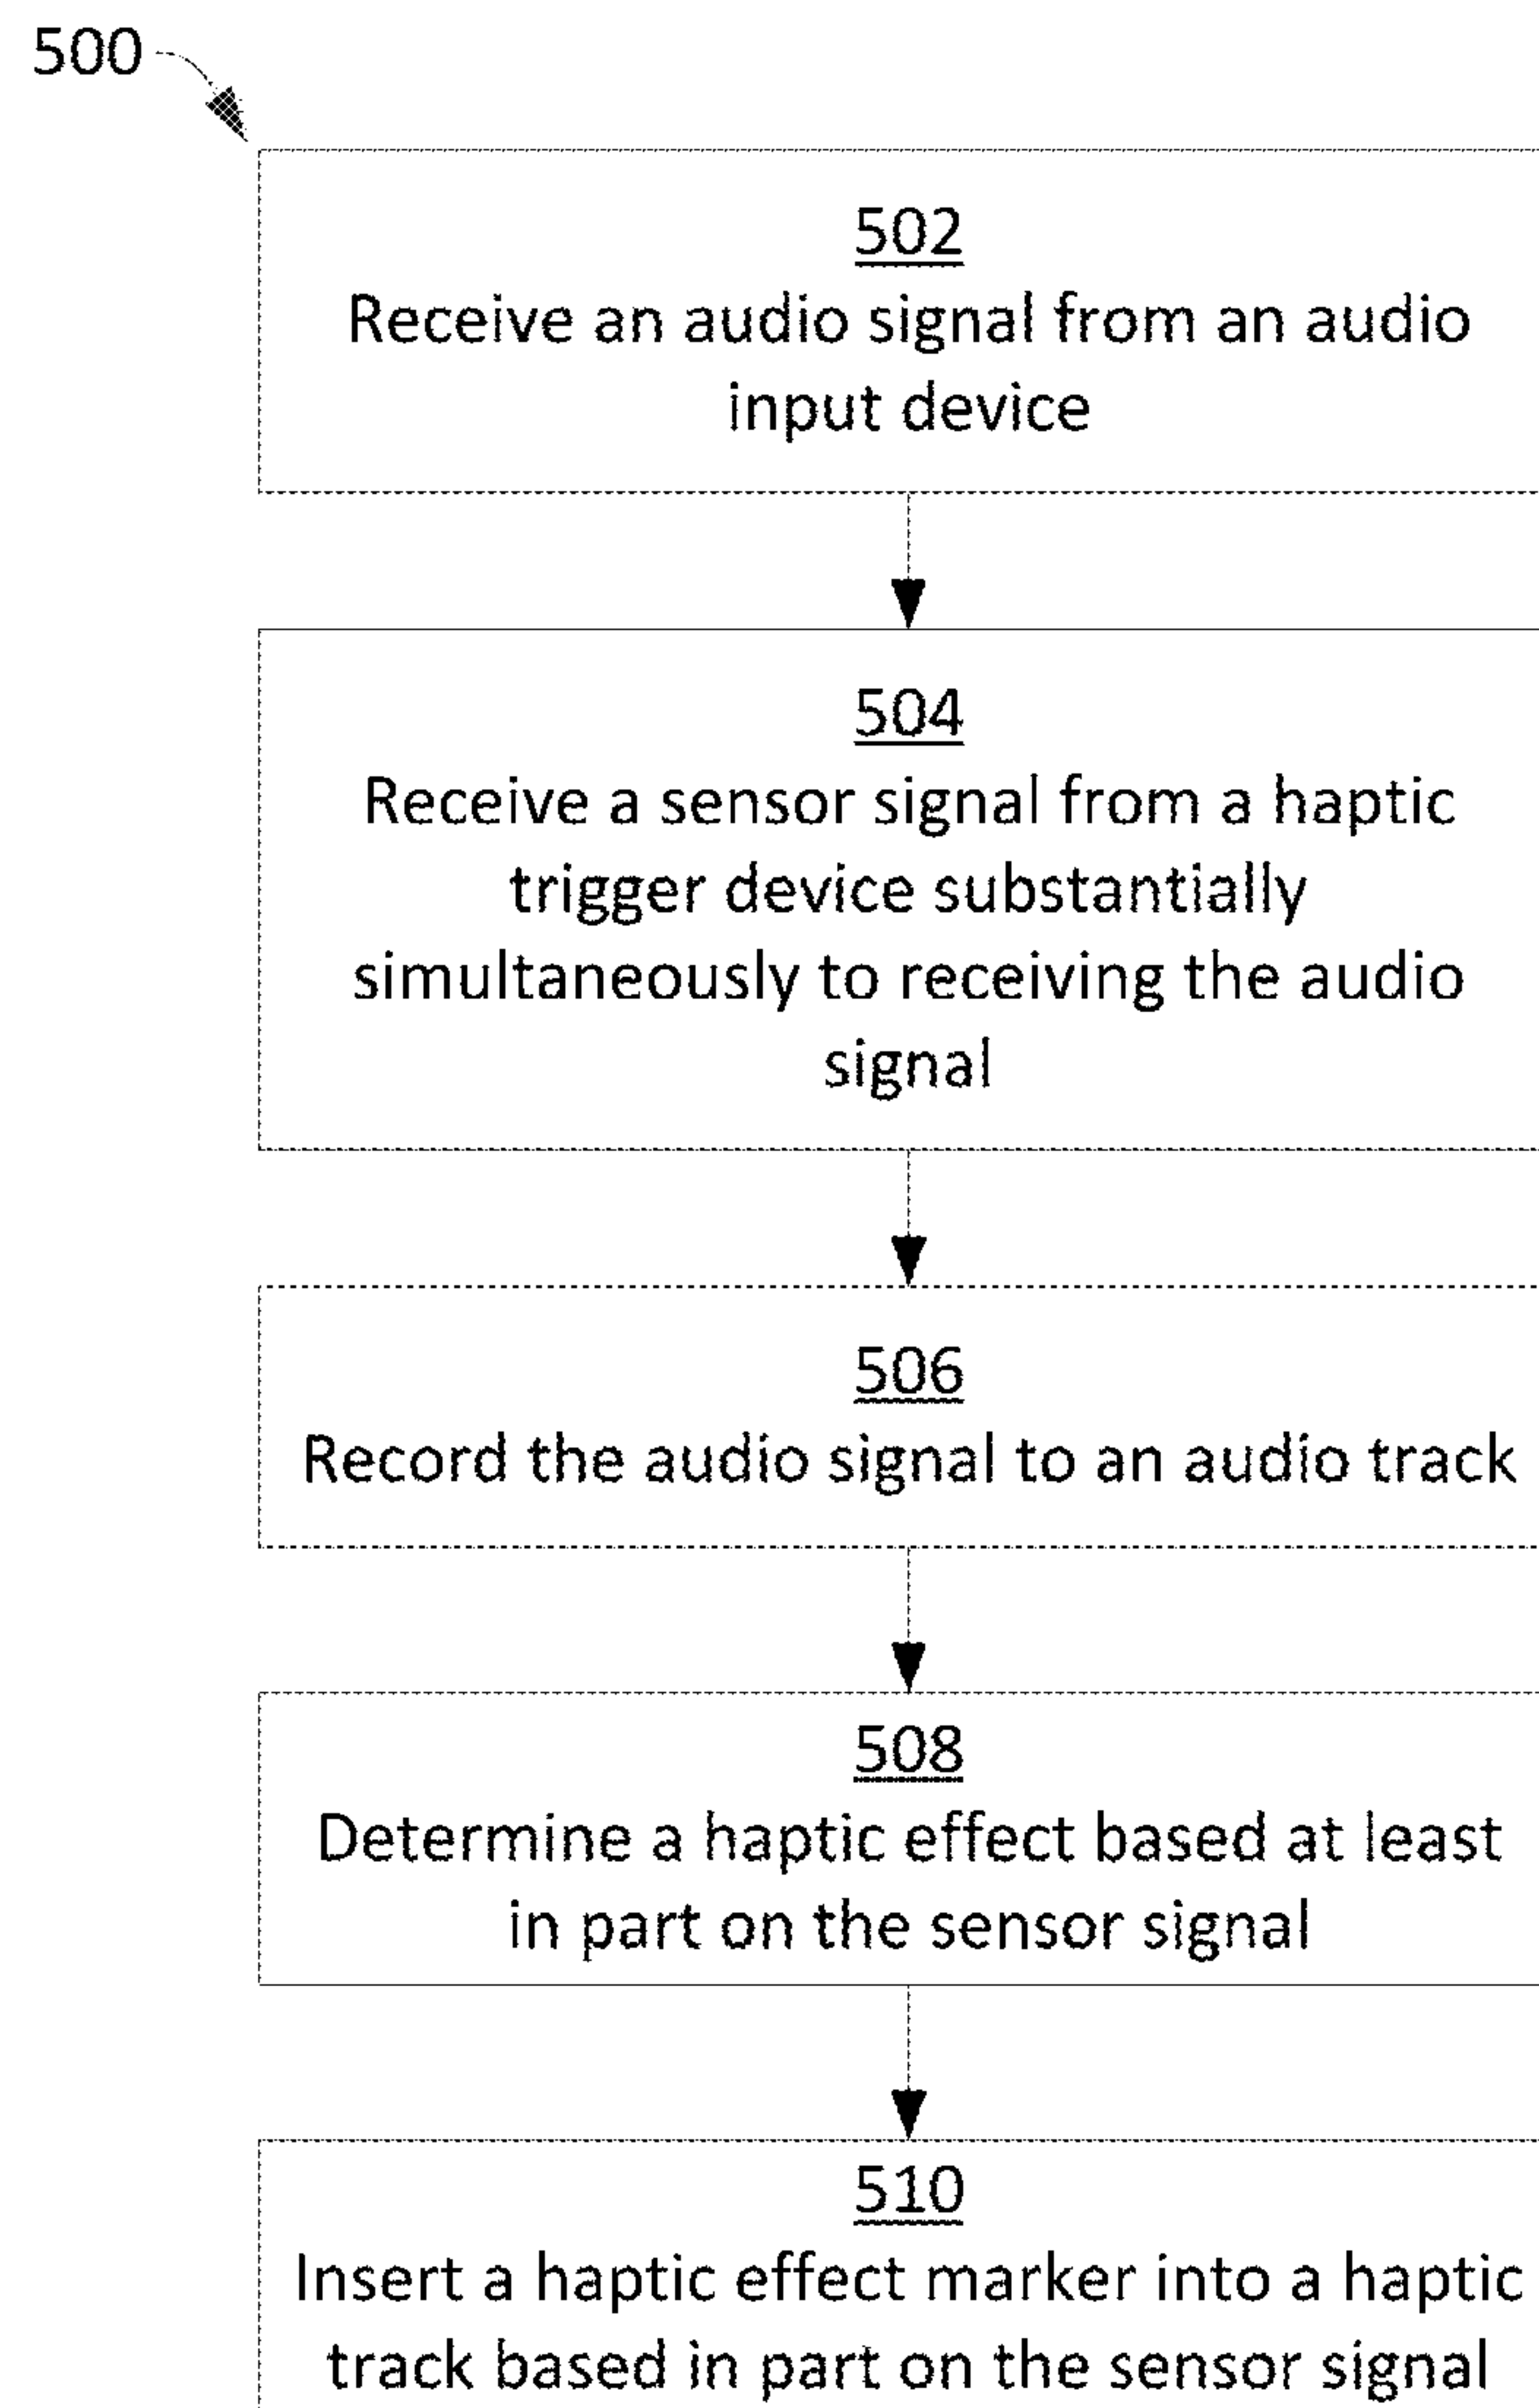 500
502
Receive an audio signal from an audio
input device
504
Receive a sensor signal from a haptic
trigger device substantially
simultaneously to receiving the audio
signal
506
Record the audio signal to an audio track
508
Determine a haptic effect based at least
in part on the sensor signal
510
Insert a haptic effect marker into a haptic
track based in part on the sensor signal